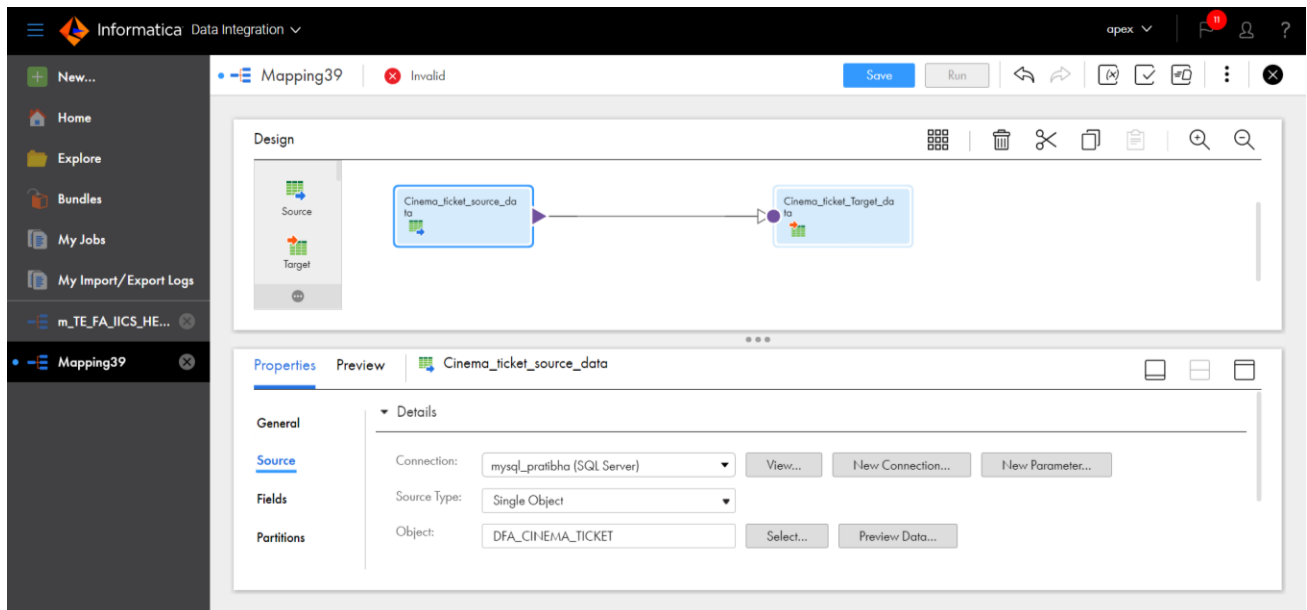 Informatica Data Integration
apex
11
?
New...
Home
Explore
Bundles
My Jobs
My Import/Export Logs
m_TE_FA_IICS_HE...
Mapping39
Mapping39
Invalid
Save
Run
Design
Source
Target
Cinema_ticket_source_da
ta
Cinema_ticket_Target_da
ta
Properties
Preview
Cinema_ticket_source_data
General
Source
Fields
Partitions
Details
Connection:
mysql_pratibha (SQL Server)
View...
New Connection...
New Parameter...
Source Type:
Single Object
Object:
DFA_CINEMA_TICKET
Select...
Preview Data...